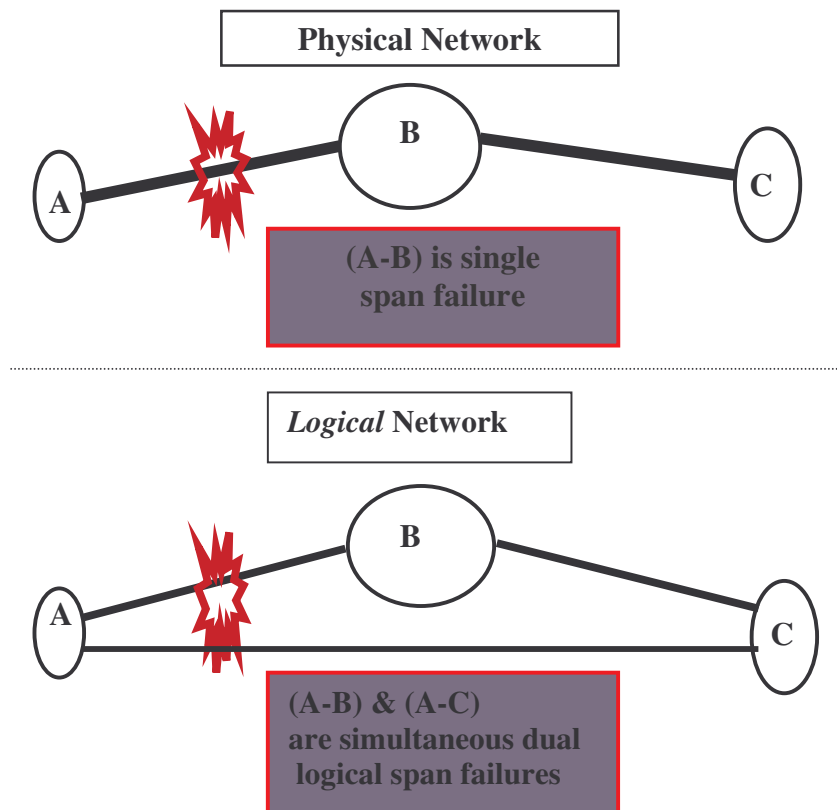 Physical Network
B
A
C
(A-B) is single
span failure
Logical Network
B
A
C
(A-B) & (A-C)
are simultaneous dual
logical span failures